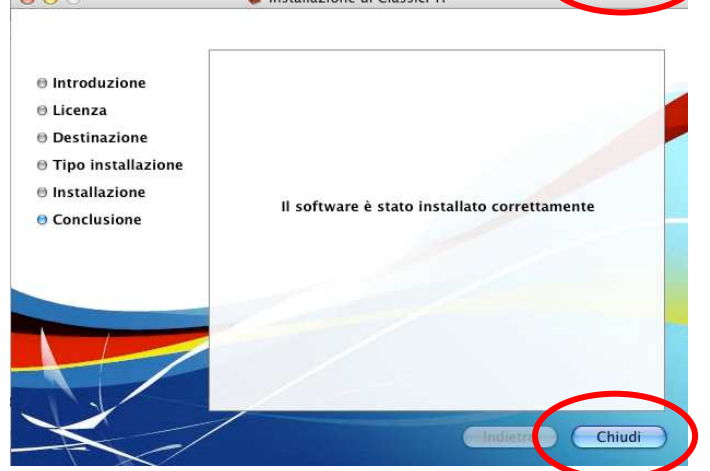 Installazione di Classici
Introduzione
Licenza
Destinazione
Tipo installazione
Installazione
Conclusione
Il software è stato installato correttamente
Indietro
Chiudi